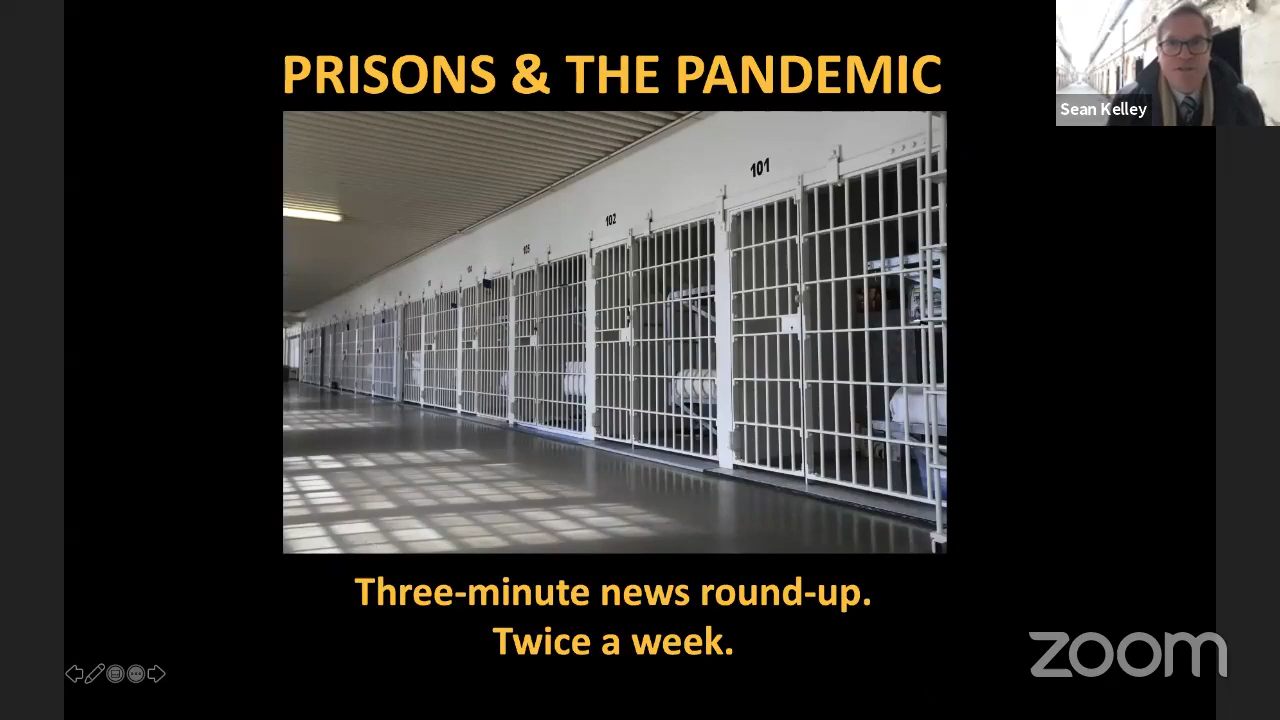 PRISONS & THE PANDEMIC
Sean Kelley
101
102
Three-minute news round-up.
Twice a week.
zoom